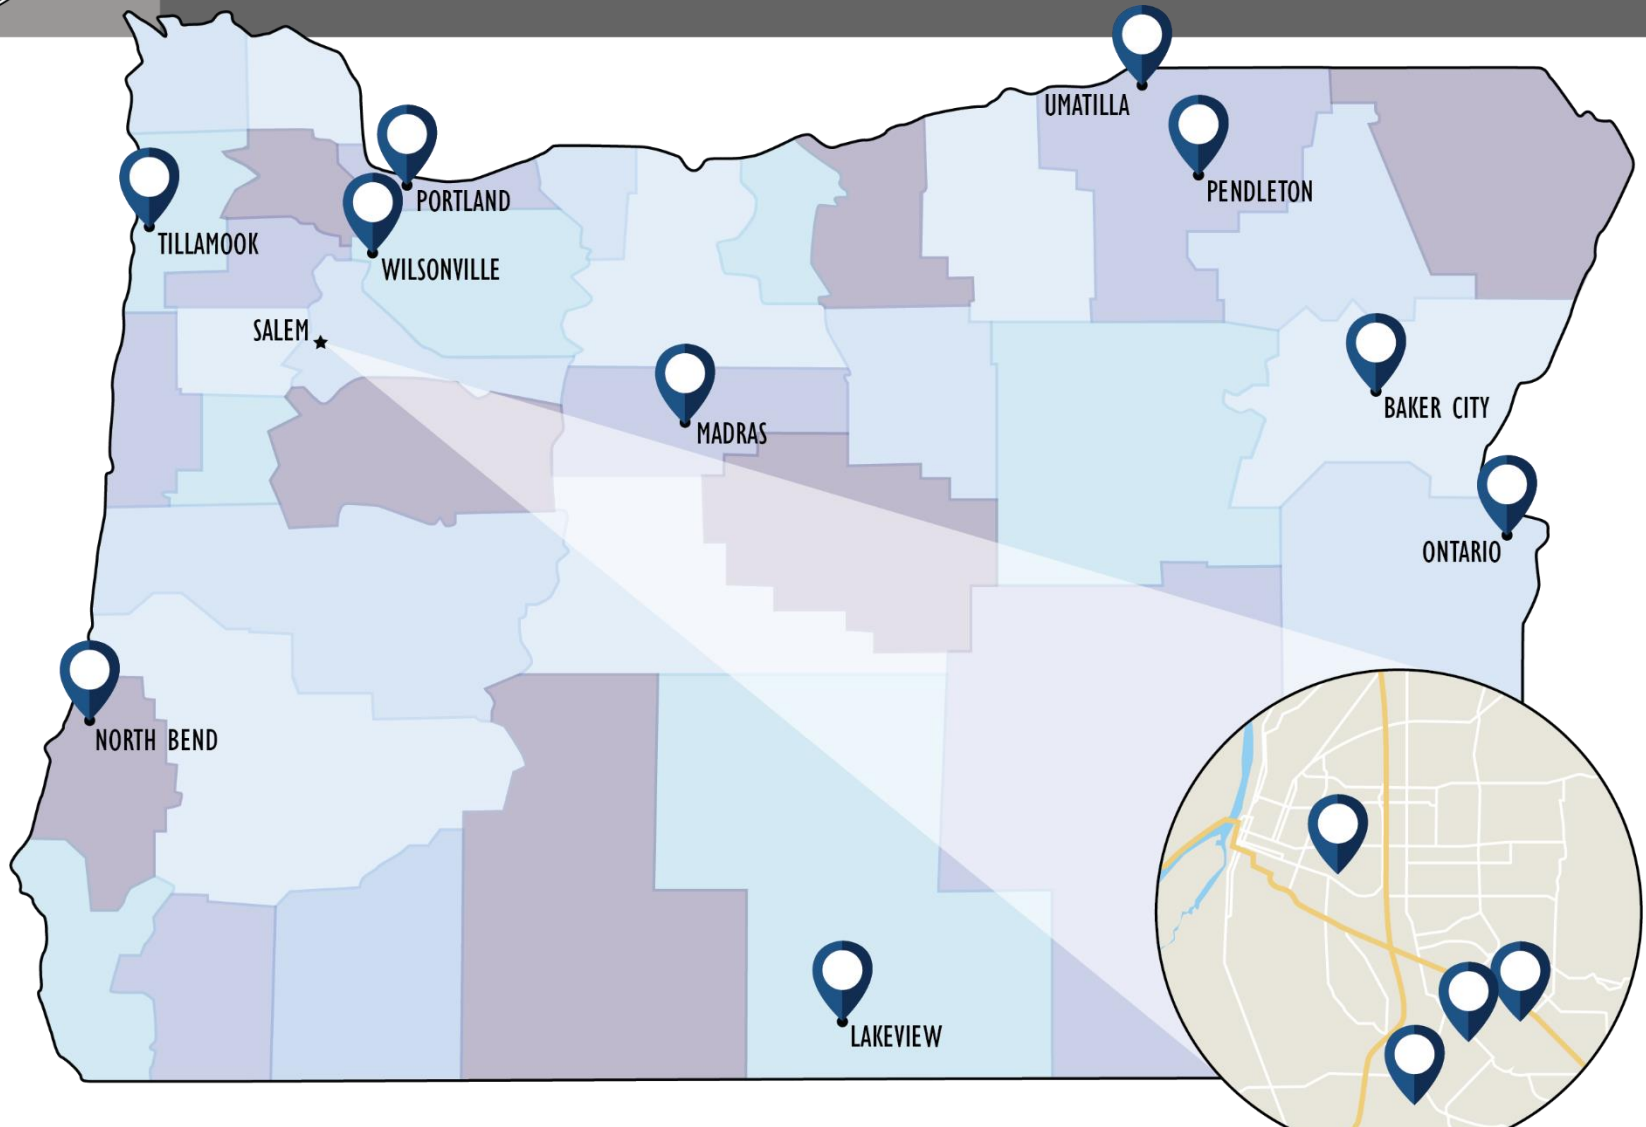 UMATILLA
PENDLETON
PORTLAND
TILLAMOOK
WILSONVILLE
SALEM
BAKER CITY
MADRAS
ONTARIO
NORTH BEND
LAKEVIEW